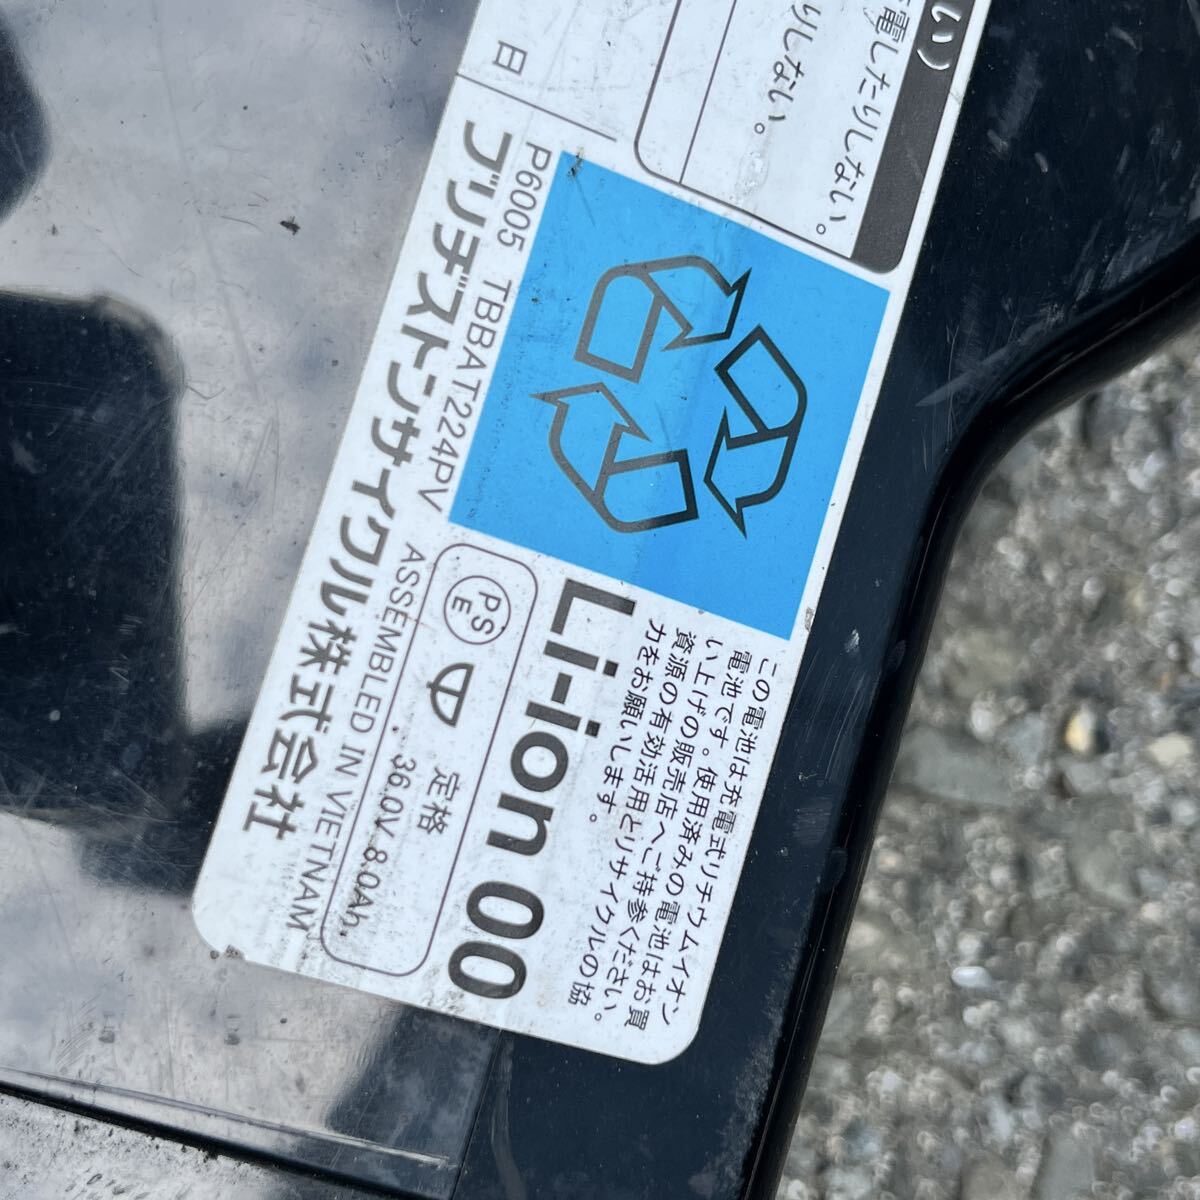 い)
電したりしない。
りしない。
日
Li-ion 00
この電池は充電式リチウムイオン
電池です。使用済みの電池はお買
い上げの販売店へご持参ください。
資源の有効活用とリサイクルの協
力をお願いします。
PSE
定格
36.0V 8.0Ah
P6005 TBBAT224PV ASSEMBLED IN VIETNAM
ブリヂストンサイクル株式会社